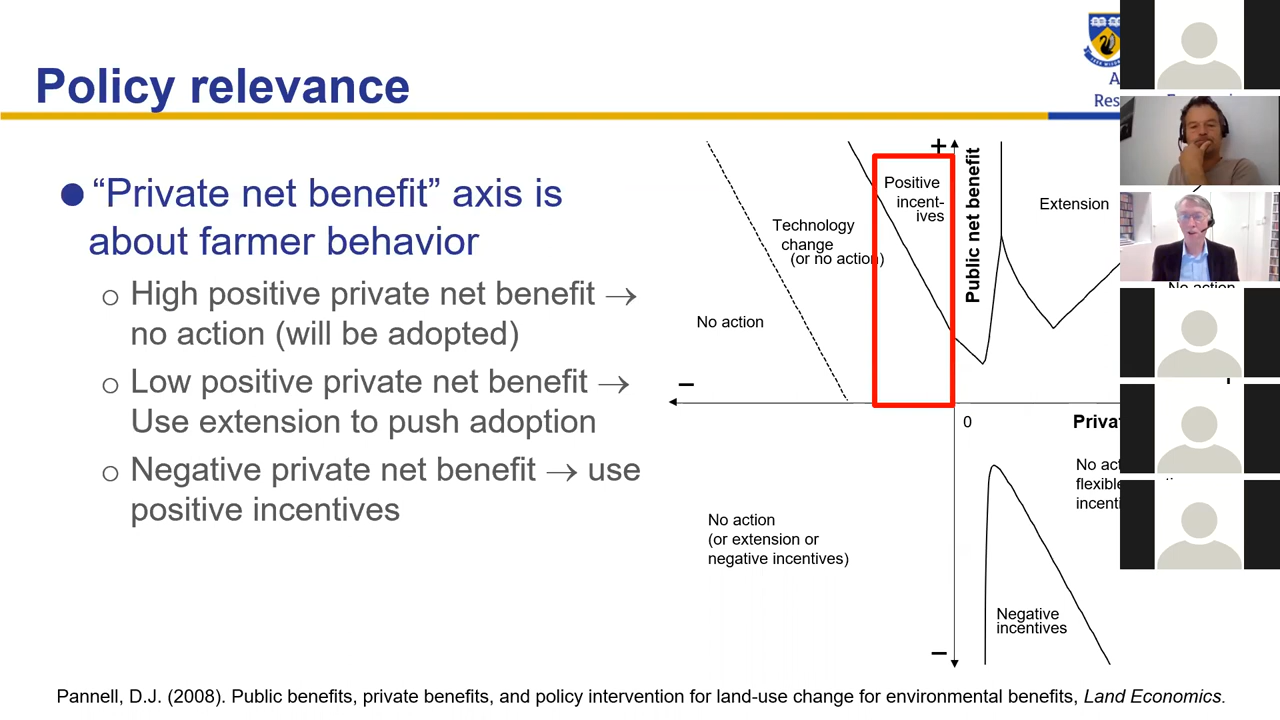 Policy relevance
A
Res
● “Private net benefit” axis is
about farmer behavior
○ High positive private net benefit →
no action (will be adopted)
○ Low positive private net benefit →
Use extension to push adoption
○ Negative private net benefit → use
positive incentives
+
Public net benefit
Positive
incent-
ives
Extension
Technology
change
(or no action)
No action
No action
−
0
Priva
No act
flexible
incenti
No action
(or extension or
negative incentives)
Negative
incentives
−
Pannell, D.J. (2008). Public benefits, private benefits, and policy intervention for land-use change for environmental benefits, Land Economics.